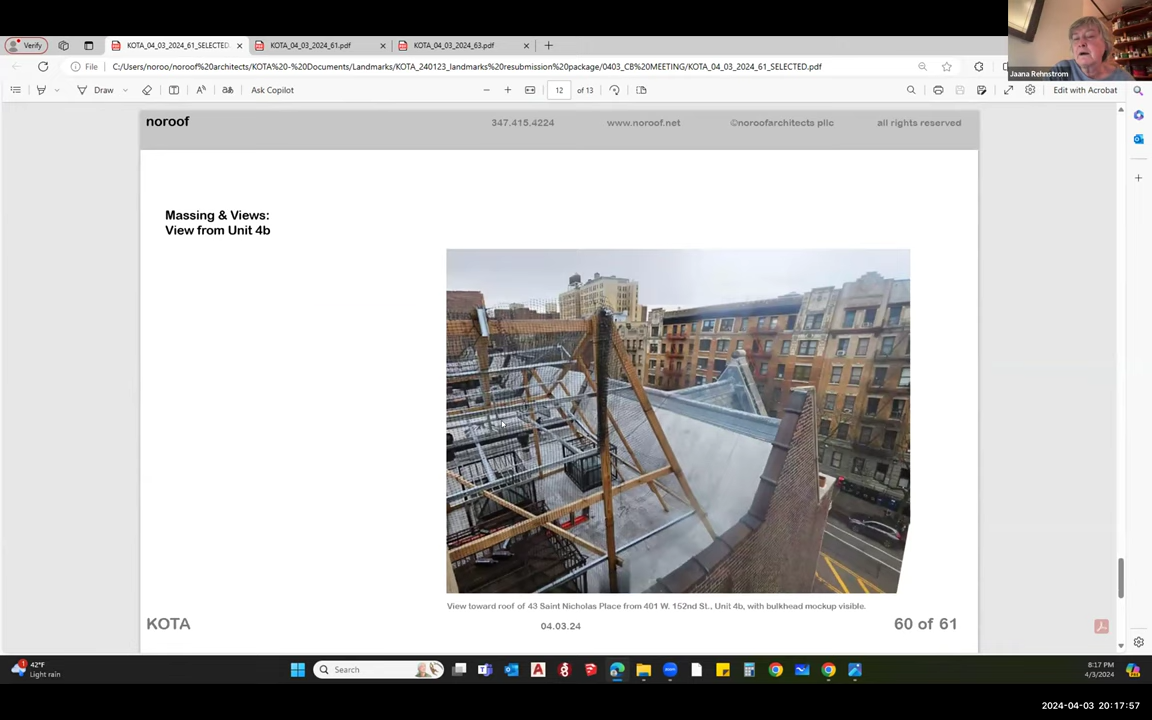 Verify
KOTA_04_03_2024_61_SELECTED
KOTA_04_03_2024_61.pdf
KOTA_04_03_2024_63.pdf
File
C:/Users/noroo/noroof%20architects/KOTA%20-%20Documents/Landmarks/KOTA_240123_landmarks%20resubmission%20package/0403_CB%20MEETING/KOTA_04_03_2024_61_SELECTED.pdf
Draw
Ask Copilot
12 of 13
Edit with Acrobat
Jaana Rehnstrom
noroof
347.415.4224
www.noroof.net
©noroofarchitects pllc
all rights reserved
Massing & Views:
View from Unit 4b
View toward roof of 43 Saint Nicholas Place from 401 W. 152nd St., Unit 4b, with bulkhead mockup visible.
KOTA
04.03.24
60 of 61
1
42°F
Light rain
Search
8:17 PM
4/3/2024
2024-04-03 20:17:57